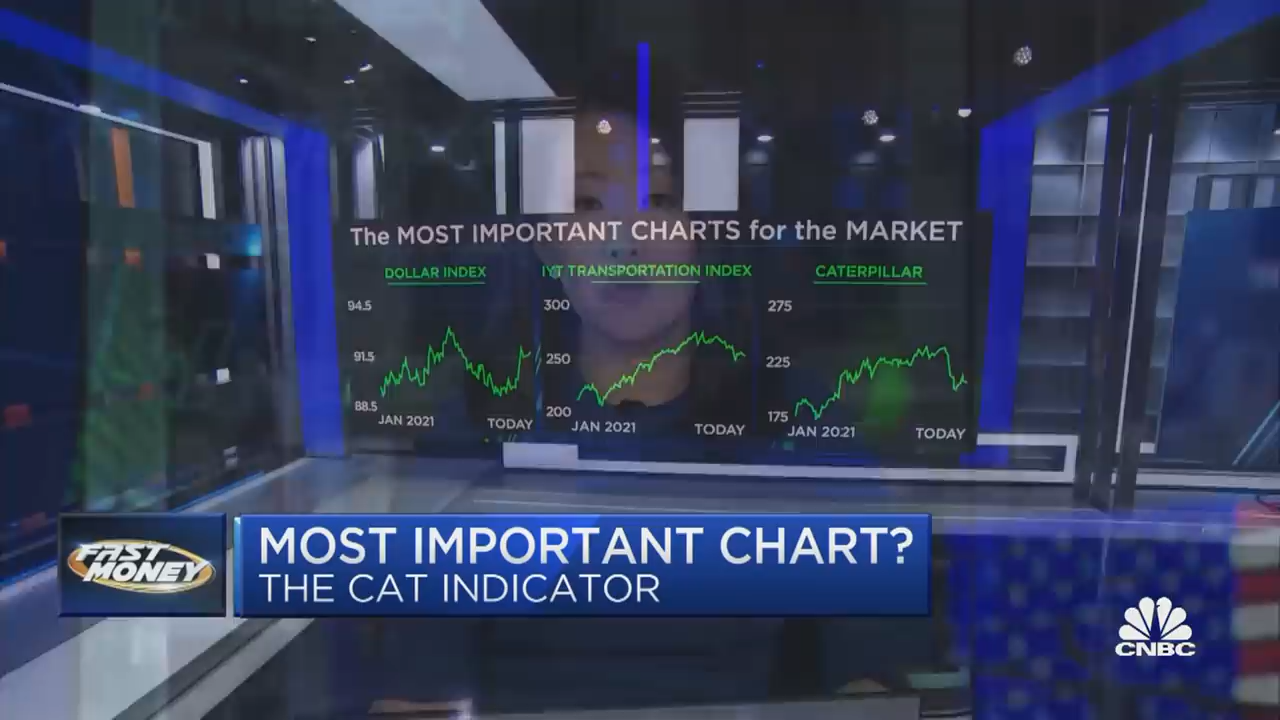 The MOST IMPORTANT CHARTS for the MARKET
DOLLAR INDEX
94.5
91.5
88.5
JAN 2021 TODAY
IYT TRANSPORTATION INDEX
300
250
200
JAN 2021 TODAY
CATERPILLAR
275
225
175
JAN 2021 TODAY
FAST MONEY
MOST IMPORTANT CHART?
THE CAT INDICATOR
CNBC